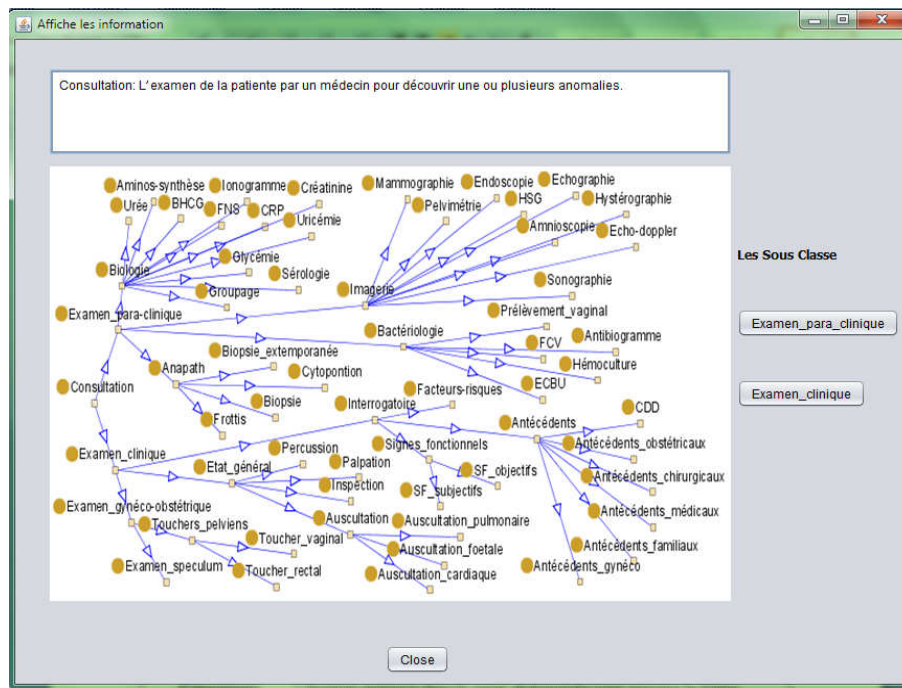 Affiche les information
Consultation: L'examen de la patiente par un médecin pour découvrir une ou plusieurs anomalies.
Aminos-synthèse Ionogramme Créatinine Mammographie Endoscopie Echographie
Urée BHCG FNS CRP Uricémie Pelvimétrie HSG Hystérographie
Amnioscopie Echo-doppler
Glycémie
Biologie Sérologie Sonographie
Groupage Imagerie
Examen_para-clinique Prélèvement_vaginal
Bactériologie Antibiogramme
FCV
Biopsie_extemporanée Hémoculture
Anapath Cytopontion
Consultation Facteurs-risques ECBU
Biopsie Interrogatoire CDD
Frottis Antécédents
Examen_clinique Percussion Signes_fonctionnels Antécédents_obstétricaux
Etat_général Palpation SF_objectifs Antécédents_chirurgicaux
Inspection SF_subjectifs
Examen_gynéco-obstétrique Antécédents_médicaux
Touchers_pelviens Auscultation Auscultation_pulmonaire
Toucher_vaginal Auscultation_foetale Antécédents_familiaux
Examen_speculum Toucher_rectal Auscultation_cardiaque Antécédents_gynéco
Les Sous Classe
Examen_para_clinique
Examen_clinique
Close